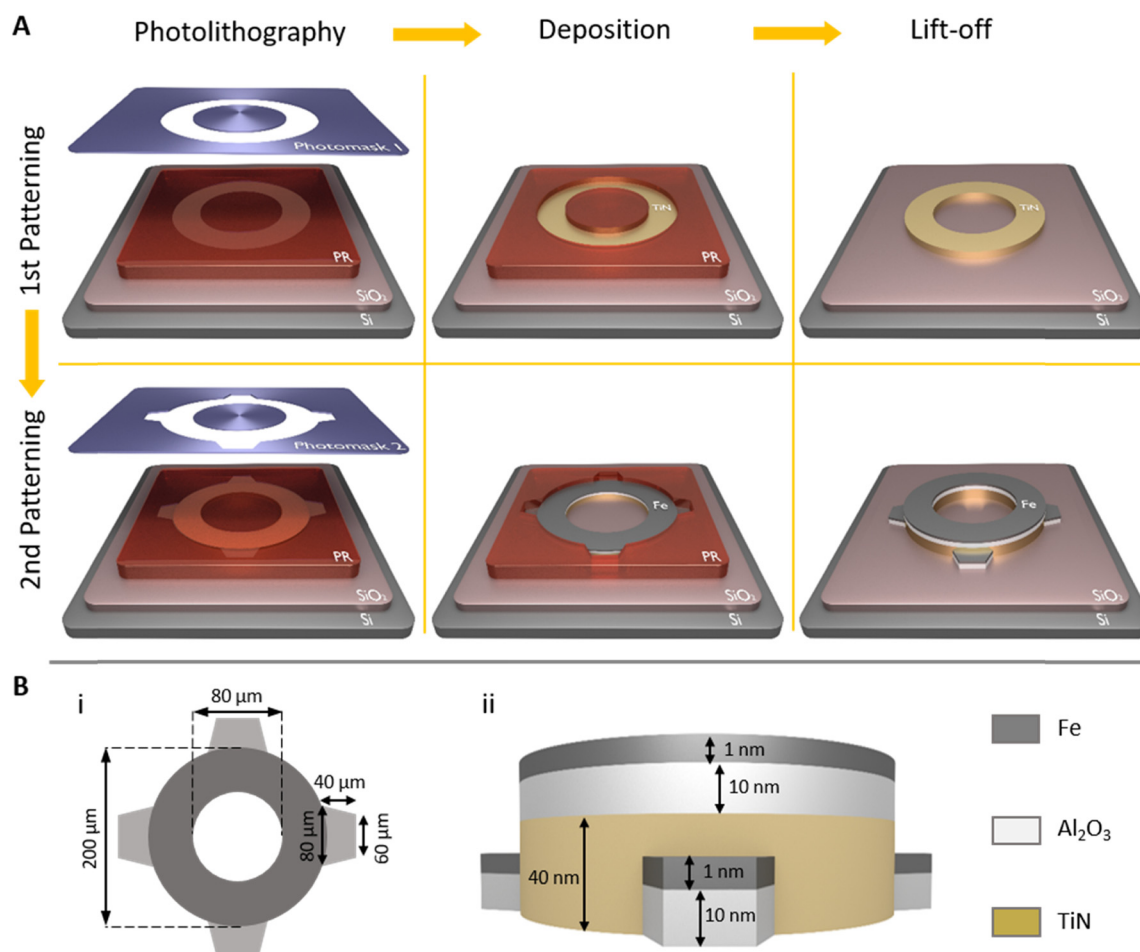 A
Photolithography
Deposition
Lift-off
1st Patterning
Photomask 1
PR
SiO₂
Si
TiN
PR
SiO₂
Si
TiN
SiO₂
Si
2nd Patterning
Photomask 2
PR
SiO₂
Si
Fe
PR
SiO₂
Si
Fe
SiO₂
Si
B
i
80 μm
200 μm
40 μm
80 μm
60 μm
ii
1 nm
10 nm
40 nm
1 nm
10 nm
Fe
Al₂O₃
TiN